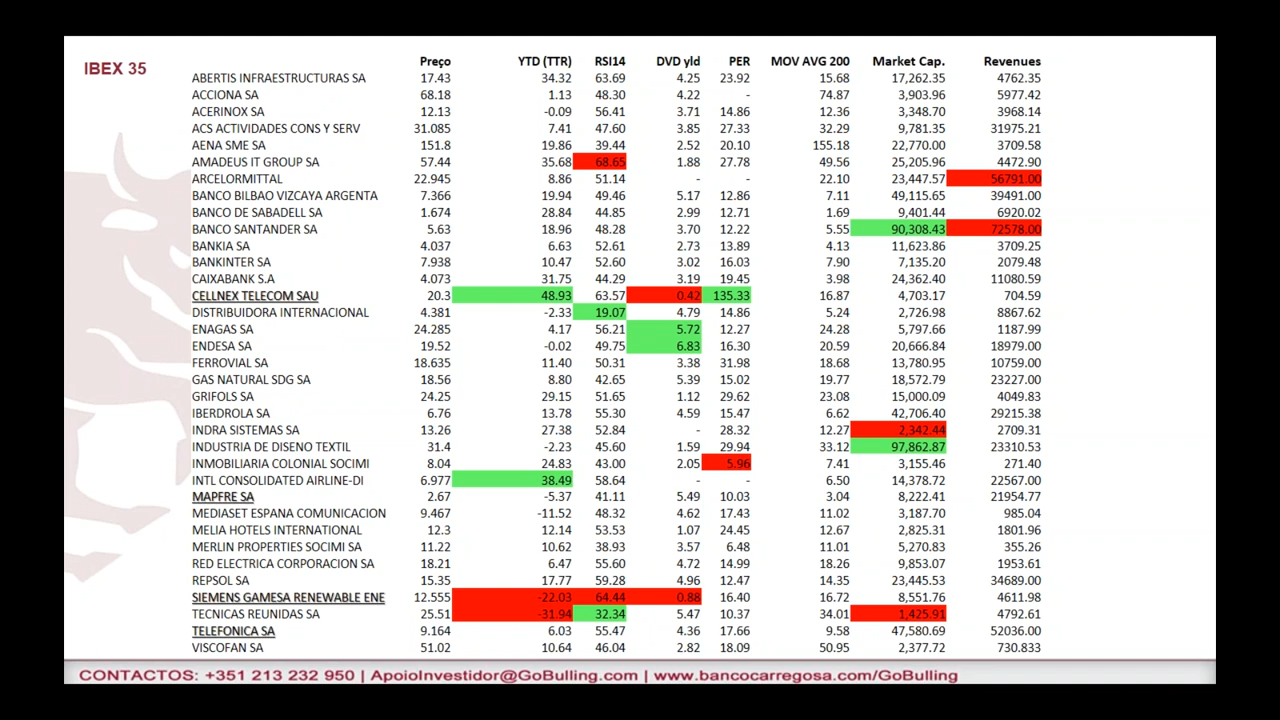 IBEX 35
Preço YTD (TTR) RSI14 DVD yld PER MOV AVG 200 Market Cap. Revenues
ABERTIS INFRAESTRUCTURAS SA 17.43 34.32 63.69 4.25 23.92 15.68 17,262.35 4762.35
ACCIONA SA 68.18 1.13 48.30 4.22 - 74.87 3,903.96 5977.42
ACERINOX SA 12.13 -0.09 56.41 3.71 14.86 12.36 3,348.70 3968.14
ACS ACTIVIDADES CONS Y SERV 31.085 7.41 47.60 3.85 27.33 32.29 9,781.35 31975.21
AENA SME SA 151.8 19.86 39.44 2.52 20.10 155.18 22,770.00 3709.58
AMADEUS IT GROUP SA 57.44 35.68 68.65 1.88 27.78 49.56 25,205.96 4472.90
ARCELORMITTAL 22.945 8.86 51.14 - - 22.10 23,447.57 56791.00
BANCO BILBAO VIZCAYA ARGENTA 7.366 19.94 49.46 5.17 12.86 7.11 49,115.65 39491.00
BANCO DE SABADELL SA 1.674 28.84 44.85 2.99 12.71 1.69 9,401.44 6920.02
BANCO SANTANDER SA 5.63 18.96 48.28 3.70 12.22 5.55 90,308.43 72578.00
BANKIA SA 4.037 6.63 52.61 2.73 13.89 4.13 11,623.86 3709.25
BANKINTER SA 7.938 10.47 52.60 3.02 16.03 7.90 7,135.20 2079.48
CAIXABANK S.A 4.073 31.75 44.29 3.19 19.45 3.98 24,362.40 11080.59
CELLNEX TELECOM SAU 20.3 48.93 63.57 0.42 135.33 16.87 4,703.17 704.59
DISTRIBUIDORA INTERNACIONAL 4.381 -2.33 19.07 4.79 14.86 5.24 2,726.98 8867.62
ENAGAS SA 24.285 4.17 56.21 5.72 12.27 24.28 5,797.66 1187.99
ENDESA SA 19.52 -0.02 49.75 6.83 16.30 20.59 20,666.84 18979.00
FERROVIAL SA 18.635 11.40 50.31 3.38 31.98 18.68 13,780.95 10759.00
GAS NATURAL SDG SA 18.56 8.80 42.65 5.39 15.02 19.77 18,572.79 23227.00
GRIFOLS SA 24.25 29.15 51.65 1.12 29.62 23.08 15,000.09 4049.83
IBERDROLA SA 6.76 13.78 55.30 4.59 15.47 6.62 42,706.40 29215.38
INDRA SISTEMAS SA 13.26 27.38 52.84 - 28.32 12.27 2,342.44 2709.31
INDUSTRIA DE DISENO TEXTIL 31.4 -2.23 45.60 1.59 29.94 33.12 97,862.87 23310.53
INMOBILIARIA COLONIAL SOCIMI 8.04 24.83 43.00 2.05 5.96 7.41 3,155.46 271.40
INTL CONSOLIDATED AIRLINE-DI 6.977 38.49 58.64 - - 6.50 14,378.72 22567.00
MAPFRE SA 2.67 -5.37 41.11 5.49 10.03 3.04 8,222.41 21954.77
MEDIASET ESPANA COMUNICACION 9.467 -11.52 48.32 4.62 17.43 11.02 3,187.70 985.04
MELIA HOTELS INTERNATIONAL 12.3 12.14 53.53 1.07 24.45 12.67 2,825.31 1801.96
MERLIN PROPERTIES SOCIMI SA 11.22 10.62 38.93 3.57 6.48 11.01 5,270.83 355.26
RED ELECTRICA CORPORACION SA 18.21 6.47 55.60 4.72 14.99 18.26 9,853.07 1953.61
REPSOL SA 15.35 17.77 59.28 4.96 12.47 14.35 23,445.53 34689.00
SIEMENS GAMESA RENEWABLE ENE 12.555 -22.03 64.44 0.88 16.40 16.72 8,551.76 4611.98
TECNICAS REUNIDAS SA 25.51 -31.94 32.34 5.47 10.37 34.01 1,425.91 4792.61
TELEFONICA SA 9.164 6.03 55.47 4.36 17.66 9.58 47,580.69 52036.00
VISCOFAN SA 51.02 10.64 46.04 2.82 18.09 50.95 2,377.72 730.833
CONTACTOS: +351 213 232 950 | ApoioInvestidor@GoBulling.com | www.bancocarregosa.com/GoBulling